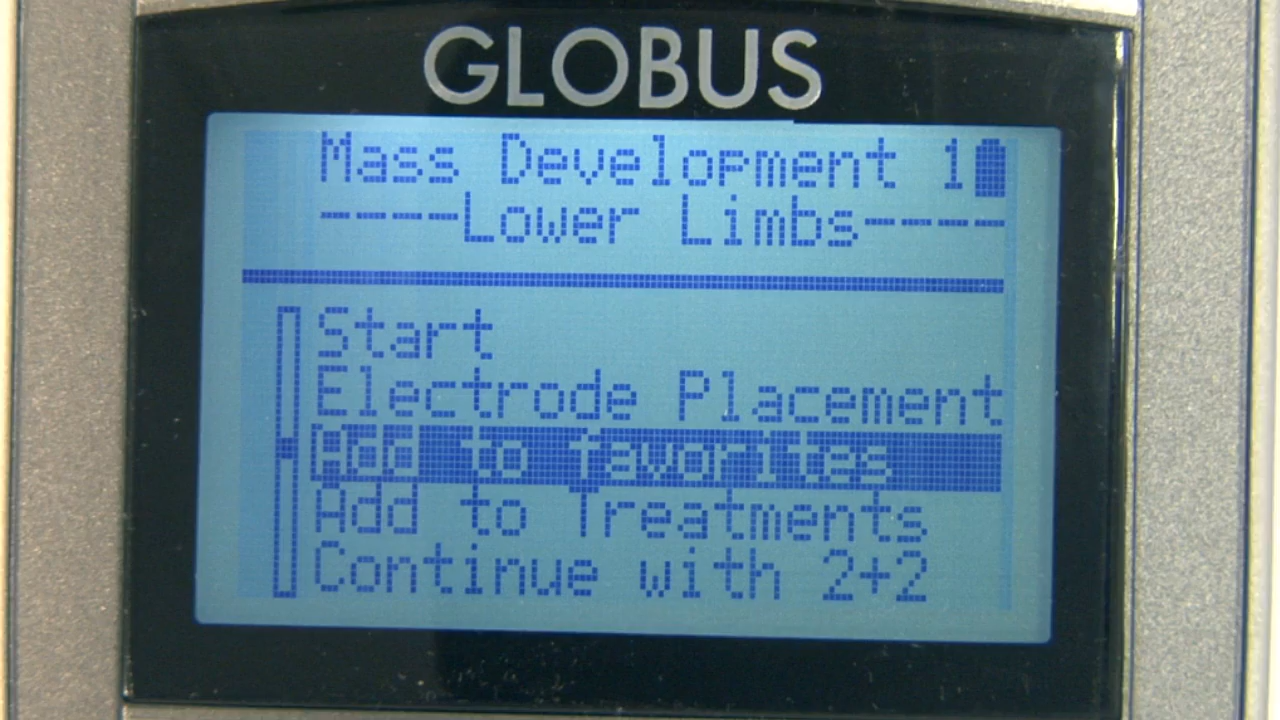 GLOBUS
Mass Development 1
----Lower Limbs----
Start
Electrode Placement
Add to favorites
Add to Treatments
Continue with 2+2